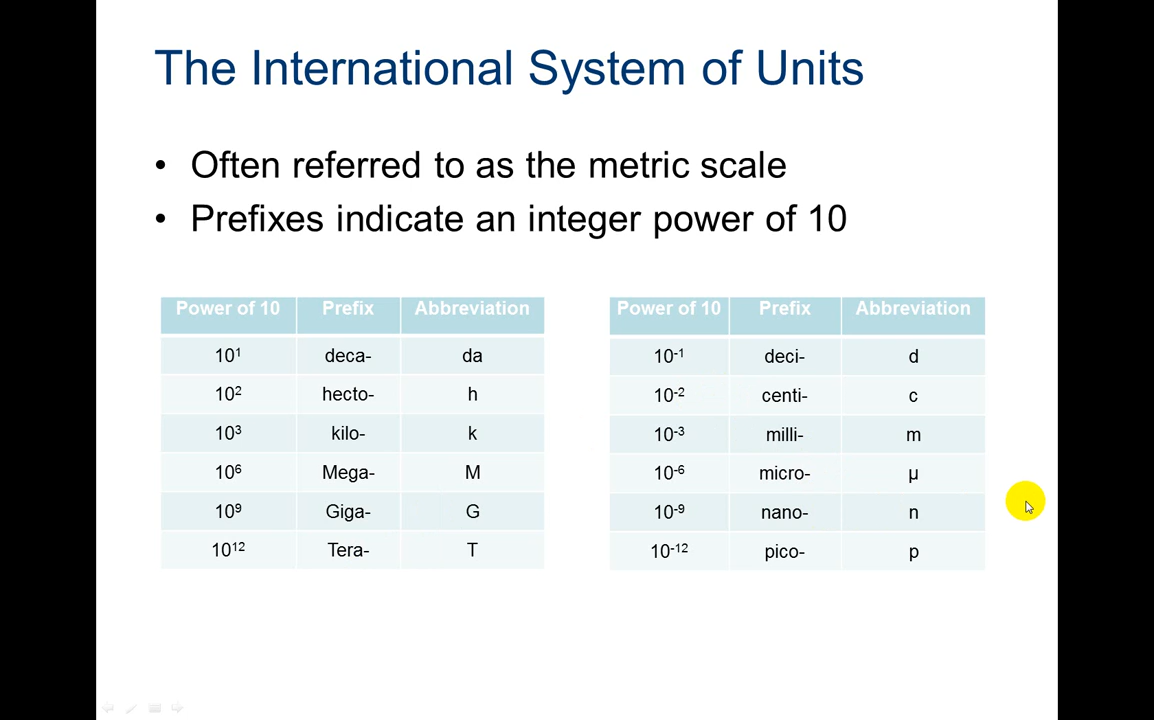 The International System of Units
• Often referred to as the metric scale
• Prefixes indicate an integer power of 10
Power of 10 Prefix Abbreviation
10¹ deca- da
10² hecto- h
10³ kilo- k
10⁶ Mega- M
10⁹ Giga- G
10¹² Tera- T
Power of 10 Prefix Abbreviation
10⁻¹ deci- d
10⁻² centi- c
10⁻³ milli- m
10⁻⁶ micro- µ
10⁻⁹ nano- n
10⁻¹² pico- p